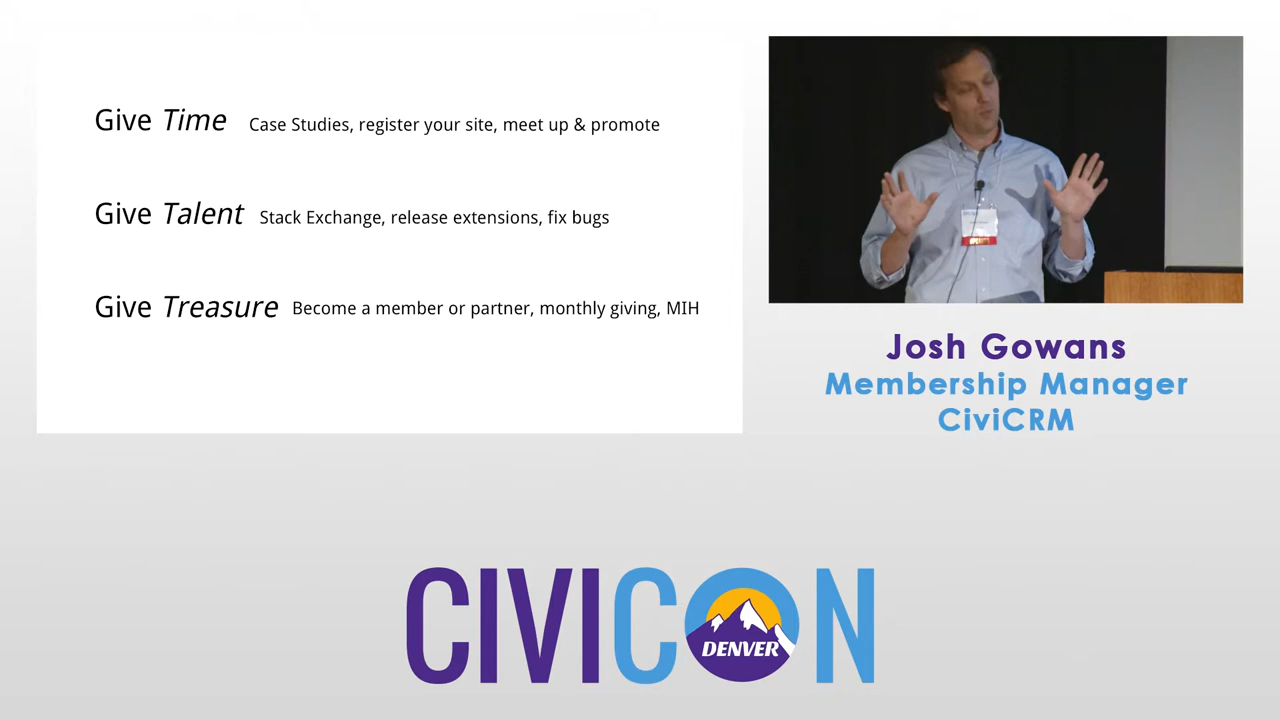 Give Time Case Studies, register your site, meet up & promote
Give Talent Stack Exchange, release extensions, fix bugs
Give Treasure Become a member or partner, monthly giving, MIH
Josh Gowans
Membership Manager
CiviCRM
CIVICON
DENVER